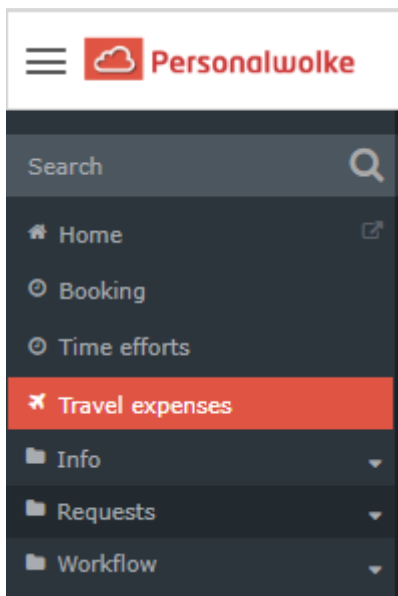 Personalwolke
Search
Home
Booking
Time efforts
Travel expenses
Info
Requests
Workflow